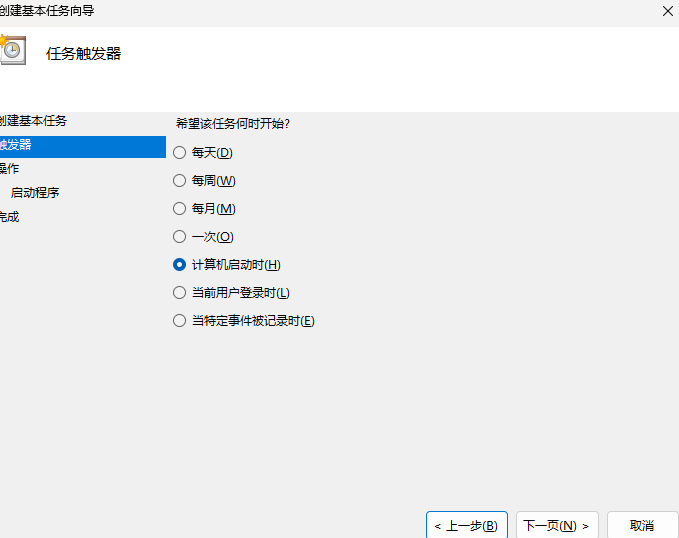 创建基本任务向导
任务触发器
创建基本任务
触发器
操作
启动程序
完成
希望该任务何时开始?
每天(D)
每周(W)
每月(M)
一次(O)
计算机启动时(H)
当前用户登录时(L)
当特定事件被记录时(E)
< 上一步(B)
下一页(N) >
取消